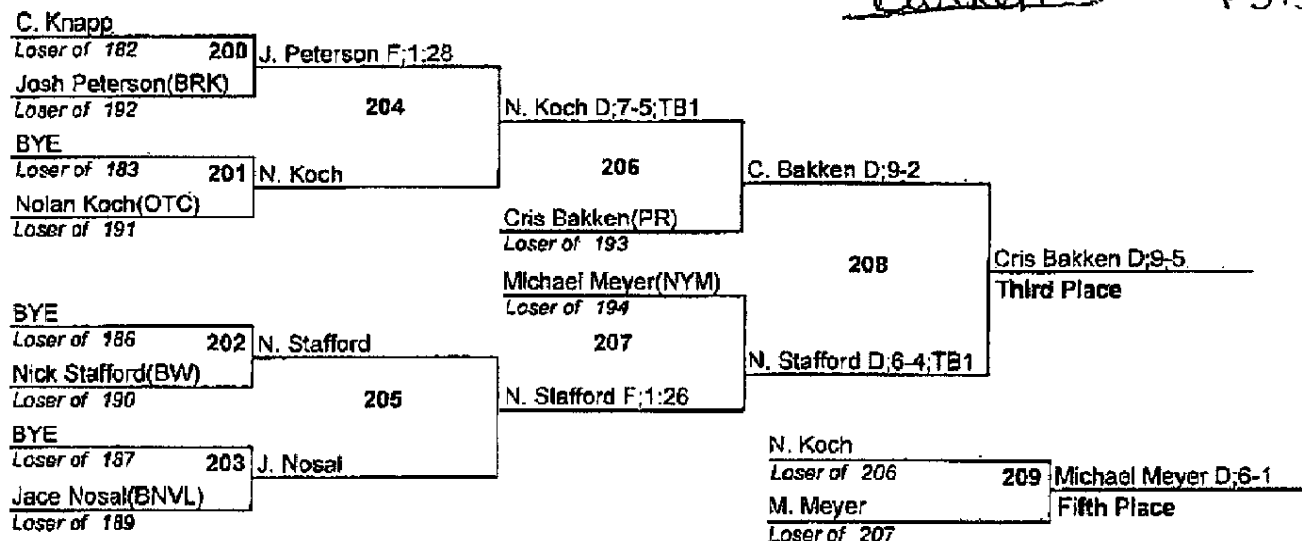 C. Knapp
Loser of 182
200
J. Peterson F;1:28
Josh Peterson(BRK)
Loser of 192
204
N. Koch D;7-5;TB1
BYE
Loser of 183
201
N. Koch
206
C. Bakken D;9-2
Nolan Koch(OTC)
Loser of 191
Cris Bakken(PR)
Loser of 193
208
Cris Bakken D;9-5
Third Place
Michael Meyer(NYM)
Loser of 194
BYE
Loser of 186
202
N. Stafford
207
Nick Stafford(BW)
Loser of 190
205
N. Stafford F;1:26
N. Stafford D;6-4;TB1
BYE
Loser of 187
203
J. Nosal
Jace Nosal(BNVL)
Loser of 189
N. Koch
Loser of 206
209
Michael Meyer D;6-1
Fifth Place
M. Meyer
Loser of 207